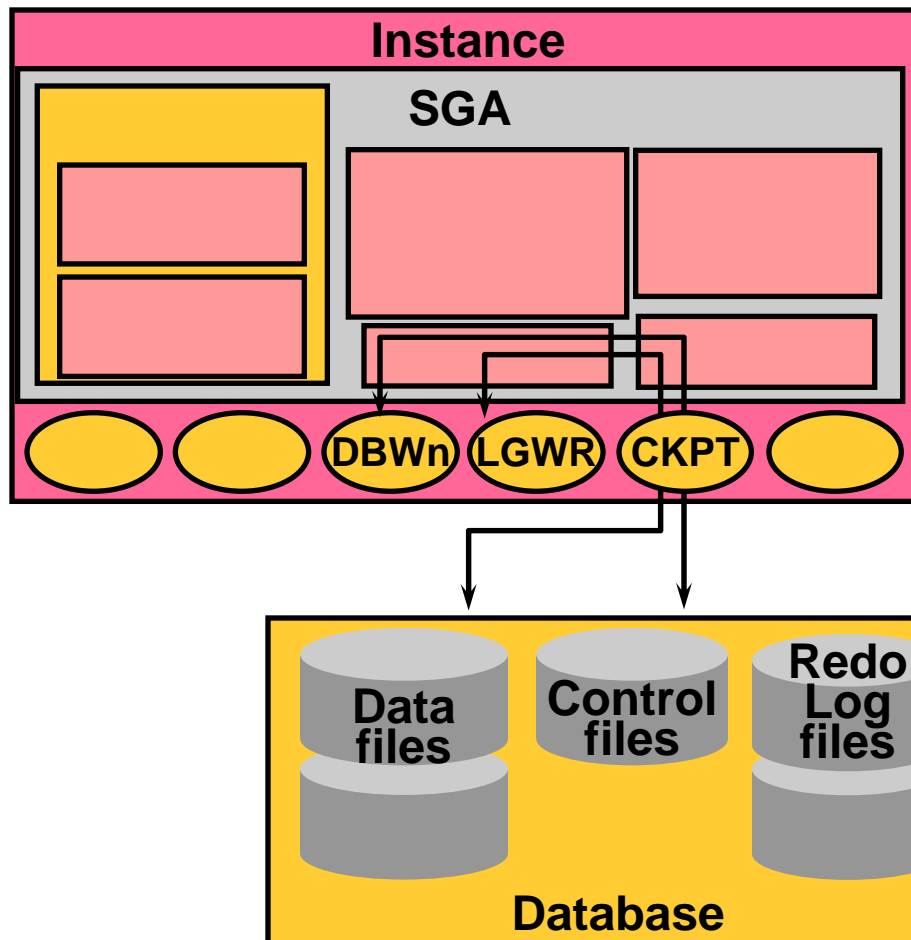 Instance
SGA
DBWn
LGWR
CKPT
Data
files
Control
files
Redo
Log
files
Database